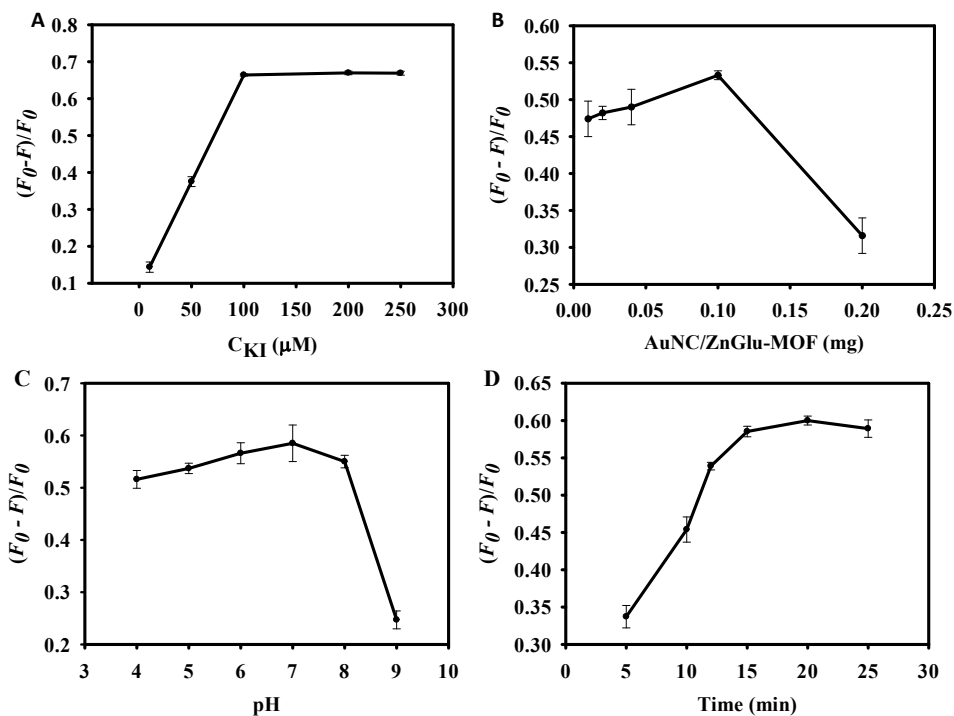 A
0.8
0.7
0.6
0.5
0.4
0.3
0.2
0.1
(F0-F)/F0
0 50 100 150 200 250 300
CKI (μM)
B
0.60
0.55
0.50
0.45
0.40
0.35
0.30
0.25
(F0 - F)/F0
0.00 0.05 0.10 0.15 0.20 0.25
AuNC/ZnGlu-MOF (mg)
C
0.7
0.6
0.5
0.4
0.3
0.2
(F0 - F)/F0
3 4 5 6 7 8 9 10
pH
D
0.65
0.60
0.55
0.50
0.45
0.40
0.35
0.30
(F0 - F)/F0
0 5 10 15 20 25 30
Time (min)